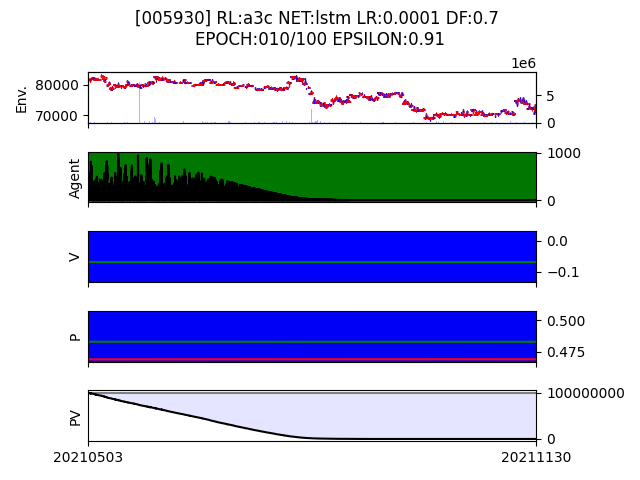 [005930] RL:a3c NET:lstm LR:0.0001 DF:0.7
EPOCH:010/100 EPSILON:0.91
1e6
Env.
80000
70000
5
0
Agent
1000
0
V
0.0
−0.1
P
0.500
0.475
PV
100000000
0
20210503
20211130